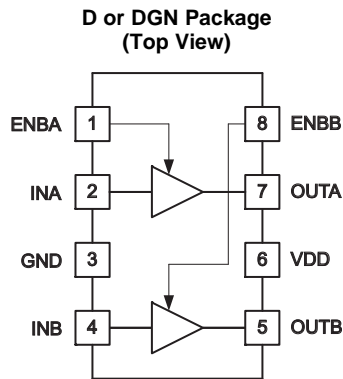 D or DGN Package
(Top View)
ENBA 1 8 ENBB
INA 2 7 OUTA
GND 3 6 VDD
INB 4 5 OUTB